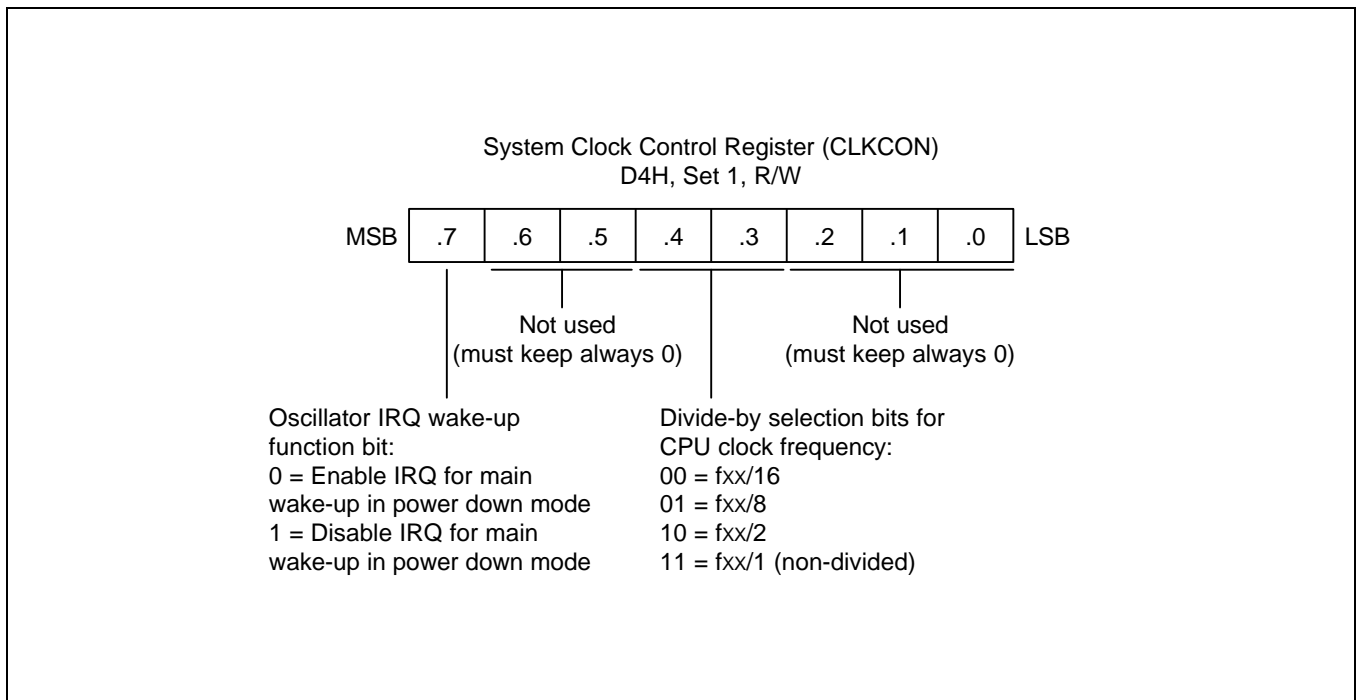 System Clock Control Register (CLKCON)
D4H, Set 1, R/W
MSB .7 .6 .5 .4 .3 .2 .1 .0 LSB
Not used
(must keep always 0)
Not used
(must keep always 0)
Oscillator IRQ wake-up
function bit:
0 = Enable IRQ for main
wake-up in power down mode
1 = Disable IRQ for main
wake-up in power down mode
Divide-by selection bits for
CPU clock frequency:
00 = fxx/16
01 = fxx/8
10 = fxx/2
11 = fxx/1 (non-divided)